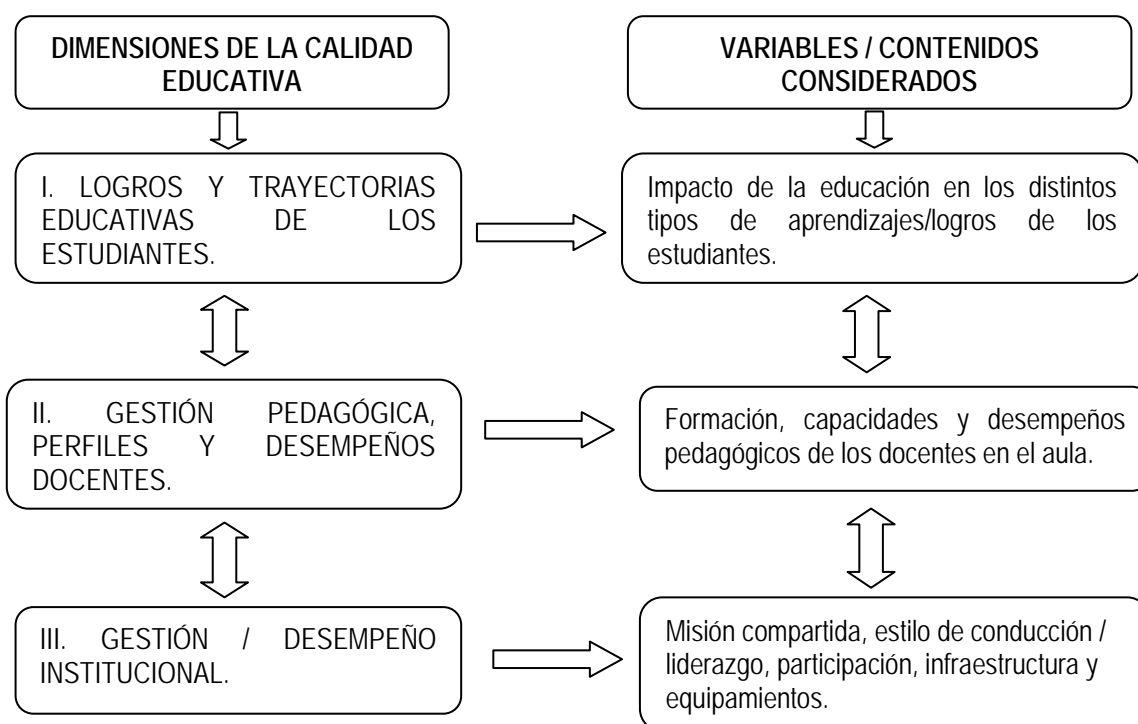 DIMENSIONES DE LA CALIDAD
EDUCATIVA
VARIABLES / CONTENIDOS
CONSIDERADOS
I. LOGROS Y TRAYECTORIAS
EDUCATIVAS DE LOS
ESTUDIANTES.
Impacto de la educación en los distintos
tipos de aprendizajes/logros de los
estudiantes.
II. GESTIÓN PEDAGÓGICA,
PERFILES Y DESEMPEÑOS
DOCENTES.
Formación, capacidades y desempeños
pedagógicos de los docentes en el aula.
III. GESTIÓN / DESEMPEÑO
INSTITUCIONAL.
Misión compartida, estilo de conducción /
liderazgo, participación, infraestructura y
equipamientos.